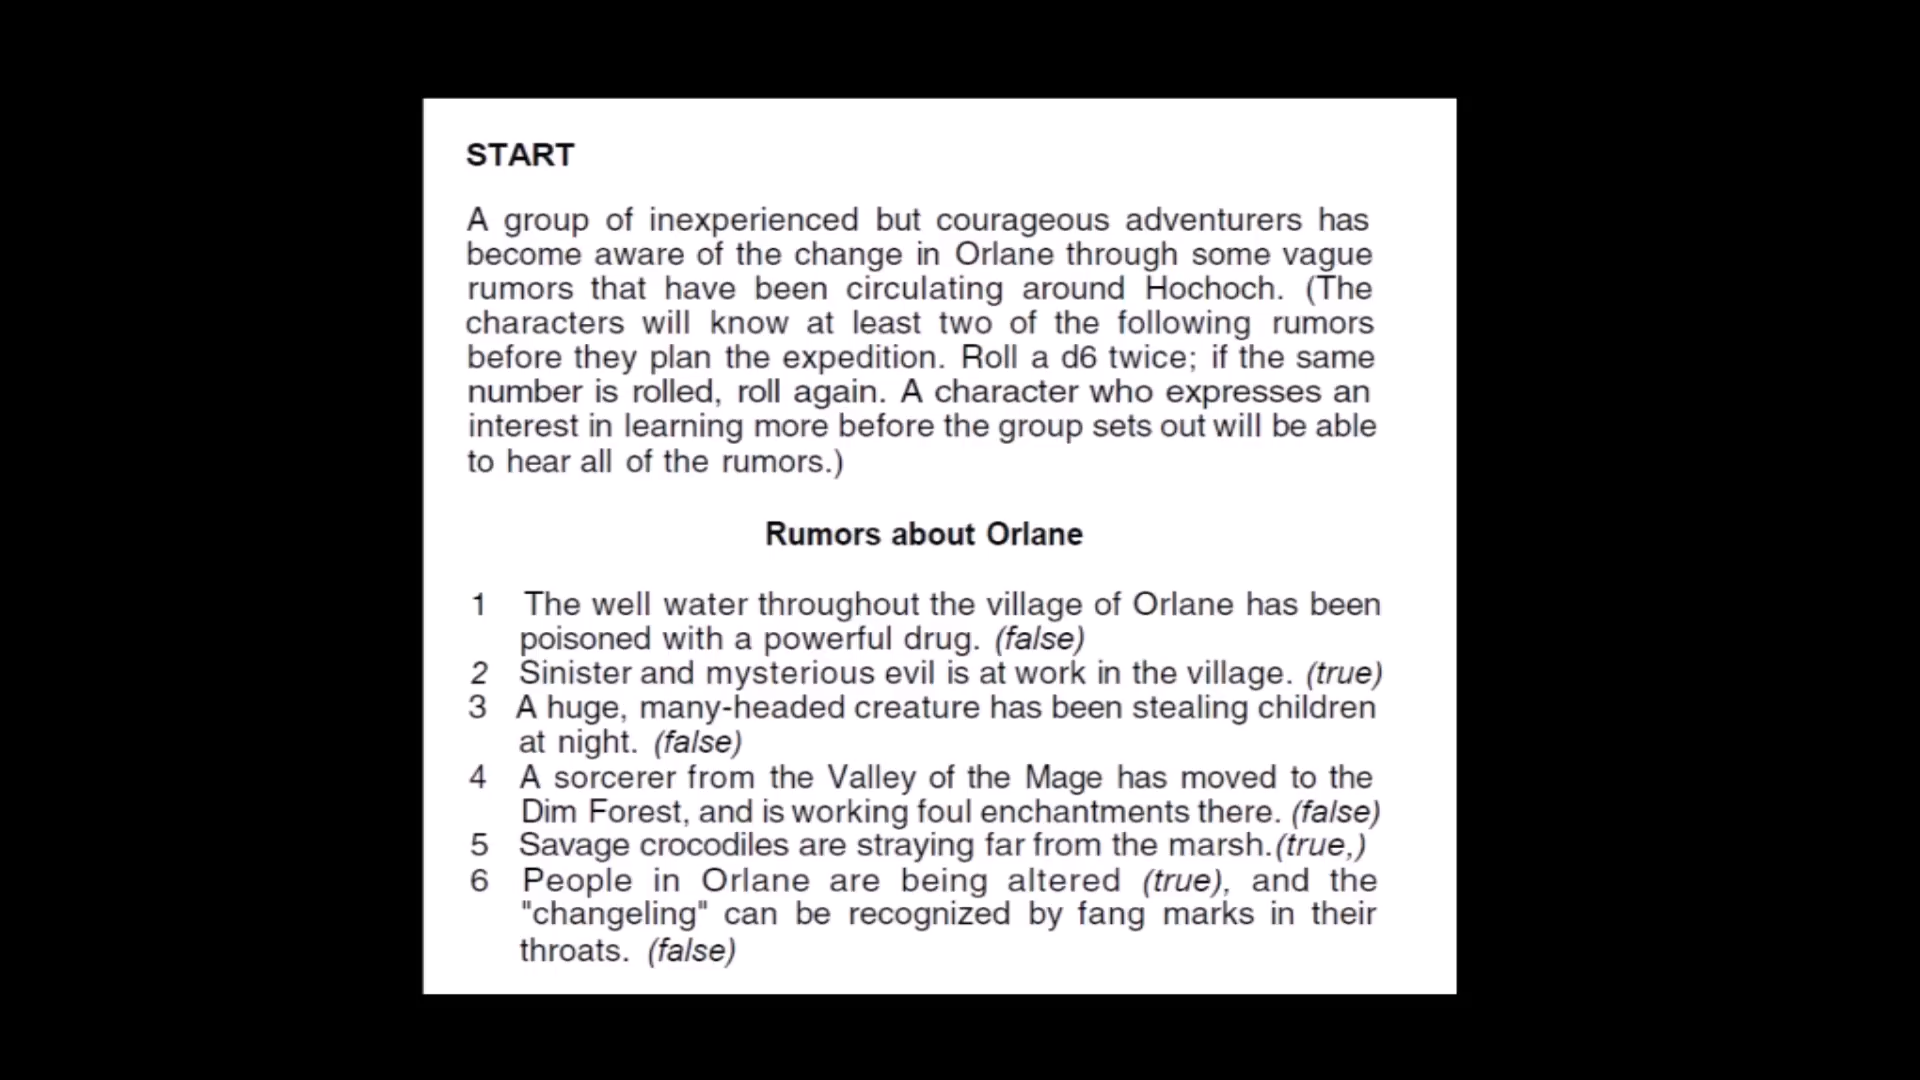 START
A group of inexperienced but courageous adventurers has
become aware of the change in Orlane through some vague
rumors that have been circulating around Hochoch. (The
characters will know at least two of the following rumors
before they plan the expedition. Roll a d6 twice; if the same
number is rolled, roll again. A character who expresses an
interest in learning more before the group sets out will be able
to hear all of the rumors.)
Rumors about Orlane
1 The well water throughout the village of Orlane has been
poisoned with a powerful drug. (false)
2 Sinister and mysterious evil is at work in the village. (true)
3 A huge, many-headed creature has been stealing children
at night. (false)
4 A sorcerer from the Valley of the Mage has moved to the
Dim Forest, and is working foul enchantments there. (false)
5 Savage crocodiles are straying far from the marsh.(true,)
6 People in Orlane are being altered (true), and the
"changeling" can be recognized by fang marks in their
throats. (false)